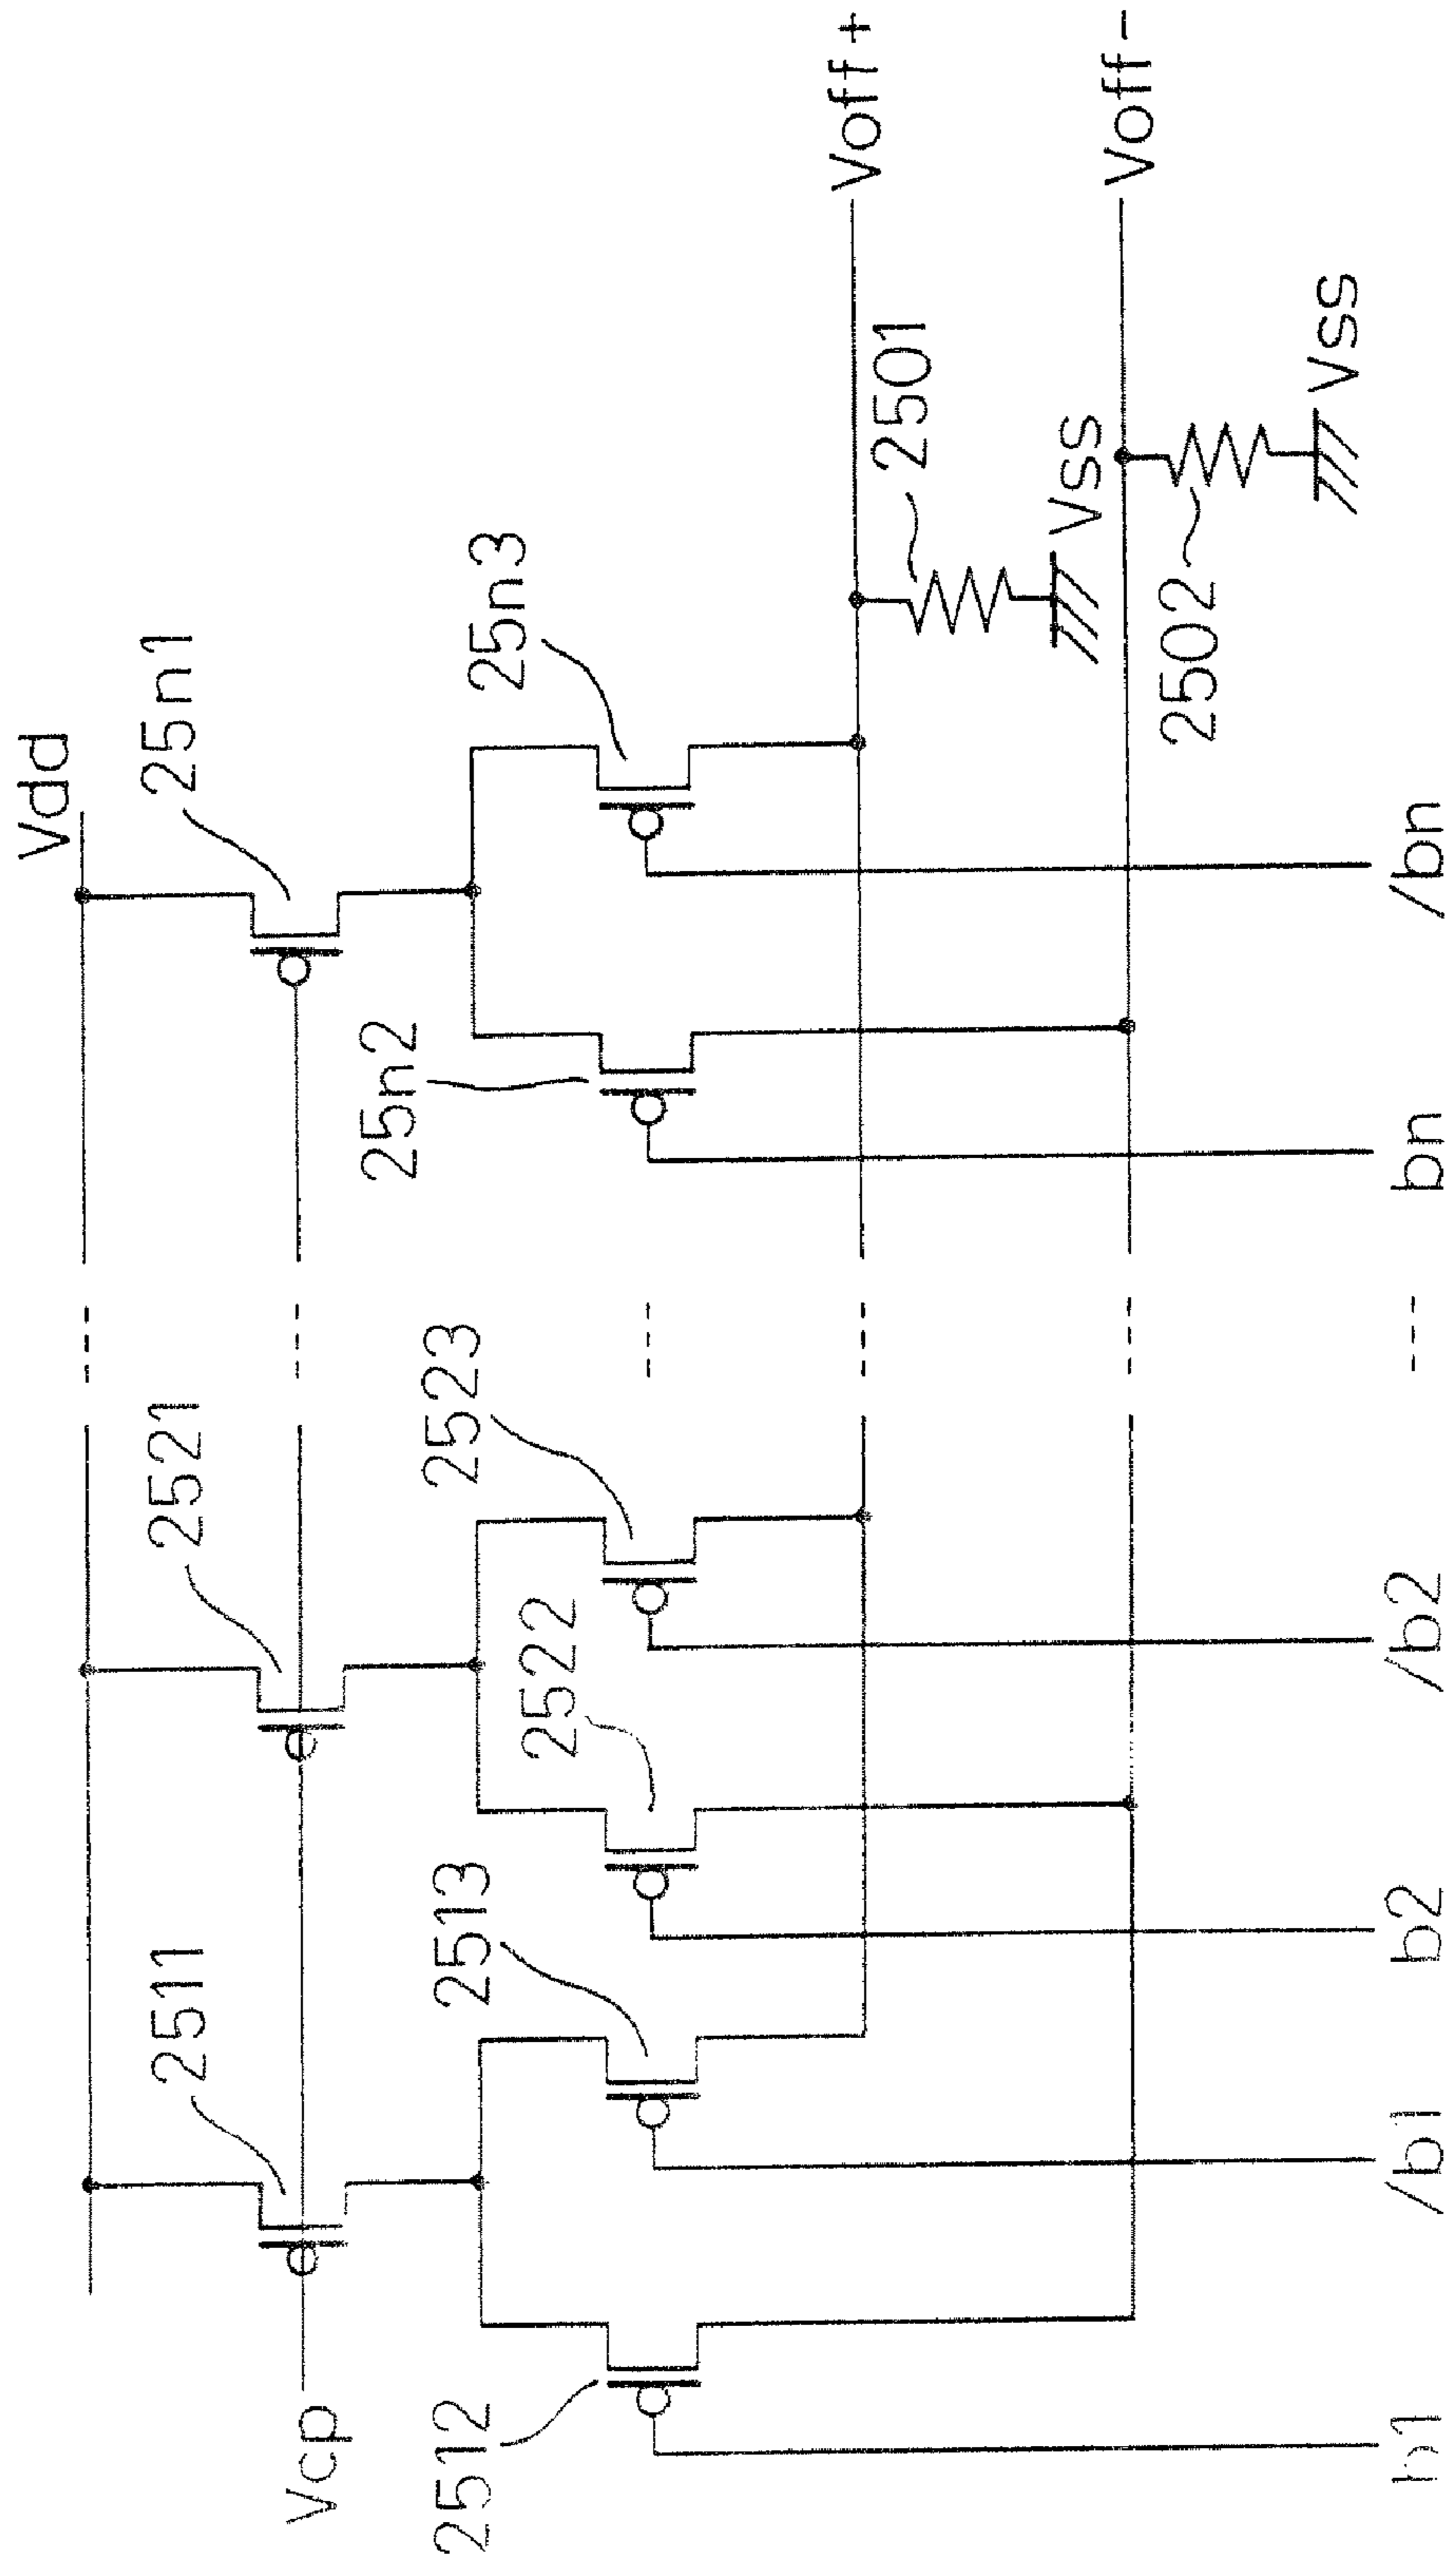 Vdd
25n1
2521
2511
Vcp
25n3
25n2
2523
2522
2513
2512
Voff+
2501
Vss
Voff-
2502
Vss
b1
/b1
b2
/b2
---
bn
/bn